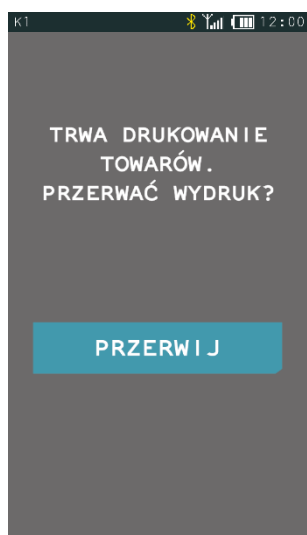 K1 12:00
TRWA DRUKOWANIE
TOWARÓW.
PRZERWAĆ WYDRUK?
PRZERWIJ